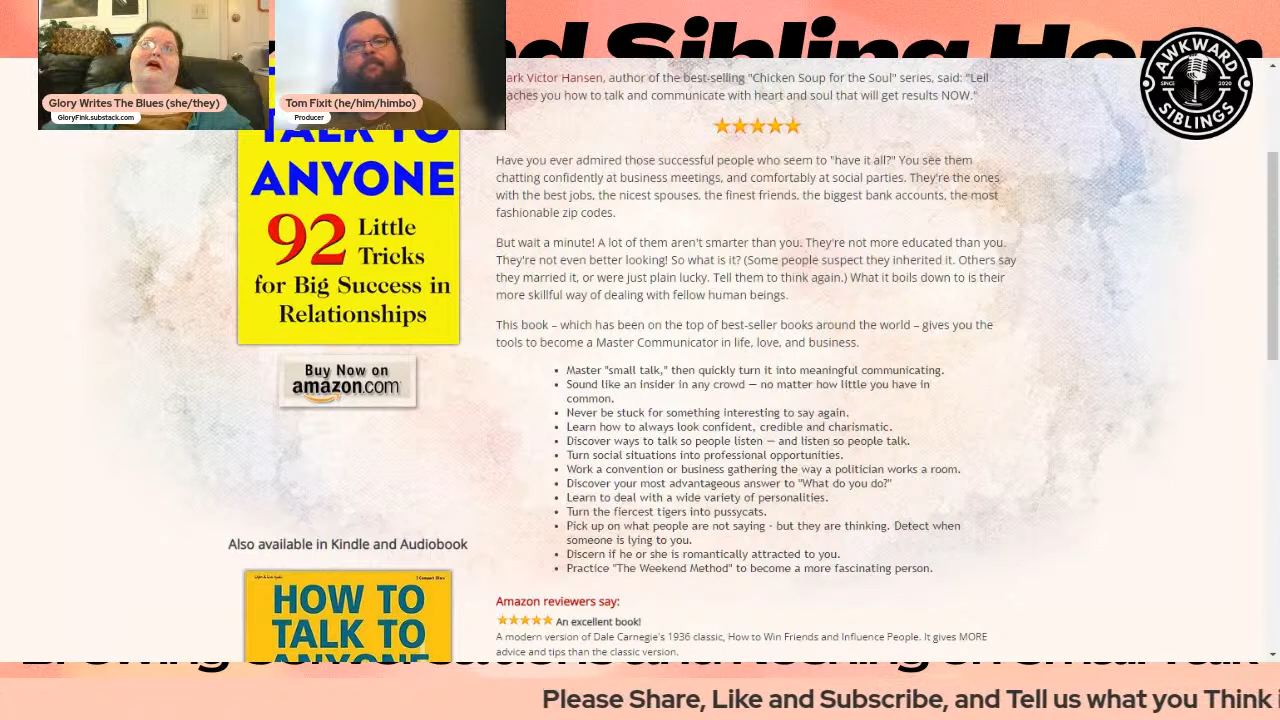 Sibling
Glory Writes The Blues (she/they)
GloryFink.substack.com
Tom Fixit (he/him/himbo)
Producer
AWKWARD
SINCE 2020
SIBLINGS
ark Victor Hansen, author of the best-selling "Chicken Soup for the Soul" series, said: "Leil
aches you how to talk and communicate with heart and soul that will get results NOW."
TALK TO
ANYONE
92 Little
Tricks
for Big Success in
Relationships
Buy Now on
amazon.com
Also available in Kindle and Audiobook
HOW TO
TALK TO
ANYONE
Have you ever admired those successful people who seem to "have it all?" You see them
chatting confidently at business meetings, and comfortably at social parties. They're the ones
with the best jobs, the nicest spouses, the finest friends, the biggest bank accounts, the most
fashionable zip codes.
But wait a minute! A lot of them aren't smarter than you. They're not more educated than you.
They're not even better looking! So what is it? (Some people suspect they inherited it. Others say
they married it, or were just plain lucky. Tell them to think again.) What it boils down to is their
more skillful way of dealing with fellow human beings.
This book – which has been on the top of best-seller books around the world – gives you the
tools to become a Master Communicator in life, love, and business.
• Master "small talk," then quickly turn it into meaningful communicating.
• Sound like an insider in any crowd — no matter how little you have in
common.
• Never be stuck for something interesting to say again.
• Learn how to always look confident, credible and charismatic.
• Discover ways to talk so people listen — and listen so people talk.
• Turn social situations into professional opportunities.
• Work a convention or business gathering the way a politician works a room.
• Discover your most advantageous answer to "What do you do?"
• Learn to deal with a wide variety of personalities.
• Turn the fiercest tigers into pussycats.
• Pick up on what people are not saying - but they are thinking. Detect when
someone is lying to you.
• Discern if he or she is romantically attracted to you.
• Practice "The Weekend Method" to become a more fascinating person.
Amazon reviewers say:
An excellent book!
A modern version of Dale Carnegie's 1936 classic, How to Win Friends and Influence People. It gives MORE
advice and tips than the classic version.
Please Share, Like and Subscribe, and Tell us what you Think i